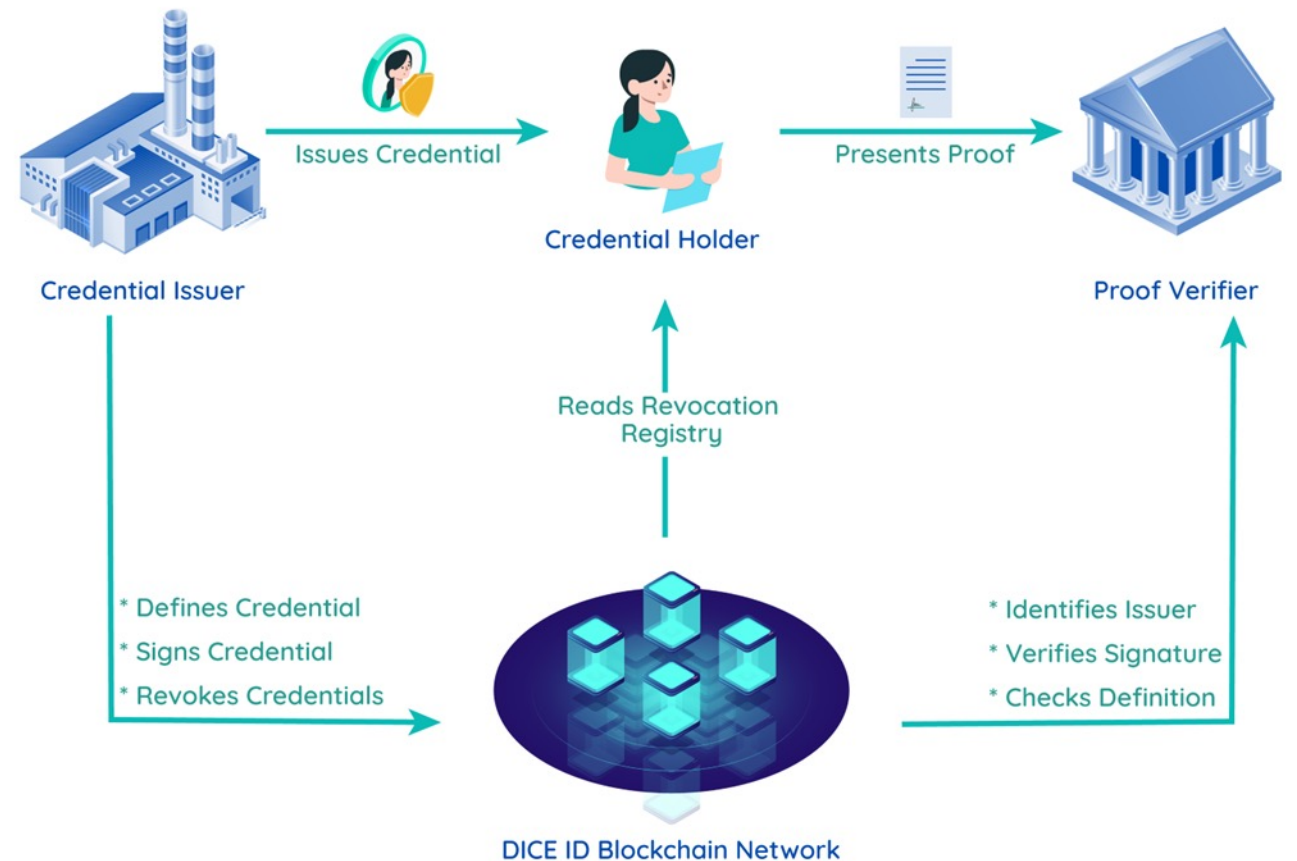 Issues Credential
Presents Proof
Credential Holder
Credential Issuer
Proof Verifier
Reads Revocation
Registry
* Defines Credential
* Signs Credential
* Revokes Credentials
* Identifies Issuer
* Verifies Signature
* Checks Definition
DICE ID Blockchain Network